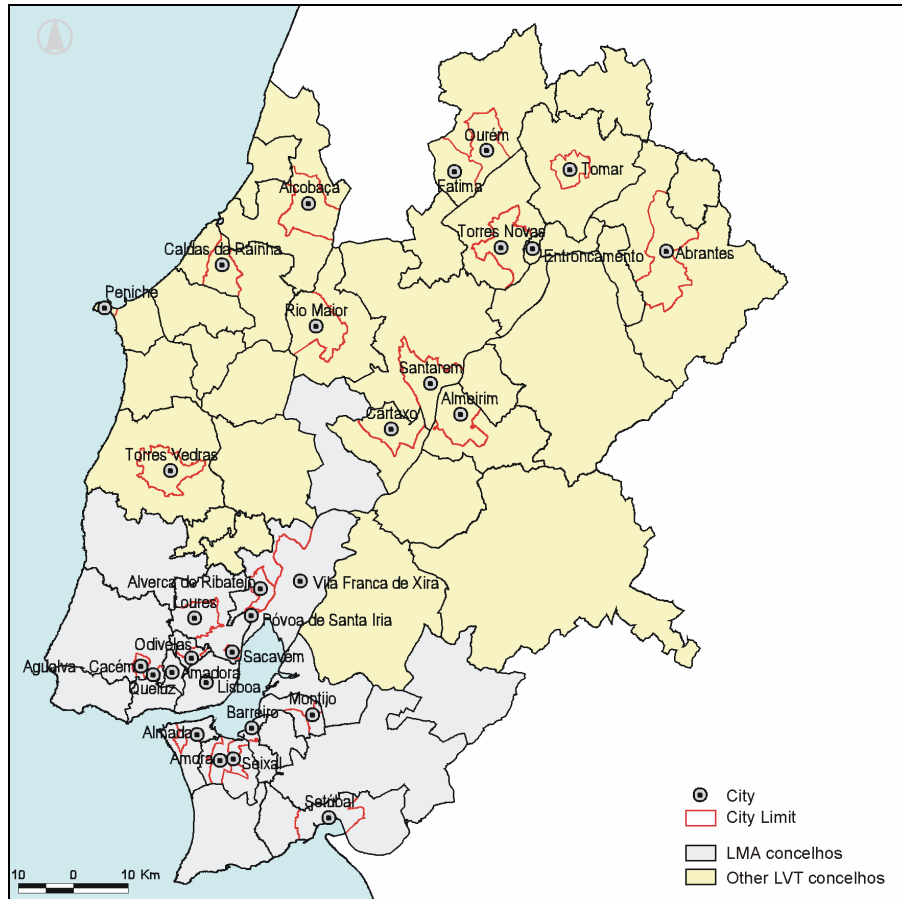 Ourém
Tomar
Fatima
Alcobaça
Torres Novas
Caldas da Rainha
Entroncamento
Abrantes
Peniche
Rio Maior
Santarem
Almeirim
Cartaxo
Torres Vedras
Alverca do Ribatejo
Vila Franca de Xira
Loures
Póvoa de Santa Iria
Odivelas
Sacavém
Agualva - Cacém
Amadora
Queluz
Lisboa
Montijo
Barreiro
Almada
Amora
Seixal
Setúbal
City
City Limit
LMA concelhos
Other LVT concelhos
10 0 10 Km